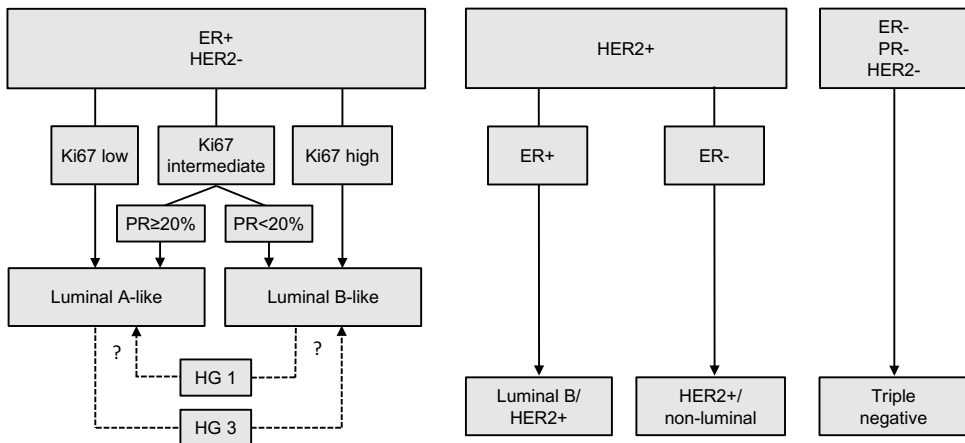 ER+
HER2-
HER2+
ER-
PR-
HER2-
Ki67 low
Ki67
intermediate
Ki67 high
ER+
ER-
PR≥20%
PR<20%
Luminal A-like
Luminal B-like
?
?
HG 1
HG 3
Luminal B/
HER2+
HER2+/
non-luminal
Triple
negative